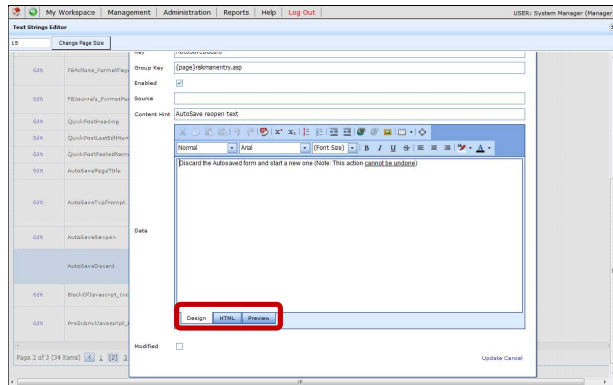 My Workspace | Management | Administration | Reports | Help | Log Out USER: System Manager (Manager
Text Strings Editor
15 Change Page Size
Group Key {page}riskmanentry.asp
Edit FBActions_FormatPag
Enabled
Source
Edit FBJournals_FormatPa
Content Hint AutoSave reopen text
Edit QuickPostHeading
Edit QuickPostLastEditNam
Normal Arial (Font Size) B I U S
Edit QuickPostPostedName
Discard the Autosaved form and start a new one (Note: This action cannot be undone)
Edit AutoSavePageTitle
Edit AutoSaveTopPrompt
Data
Edit AutoSaveReopen
AutoSaveDiscard
Edit BlockOfJavascript_Inc
Design HTML Preview
Edit PreSubmitJavascript_
Modified
Page 2 of 3 (34 items) < 1 [2] 3
Update Cancel